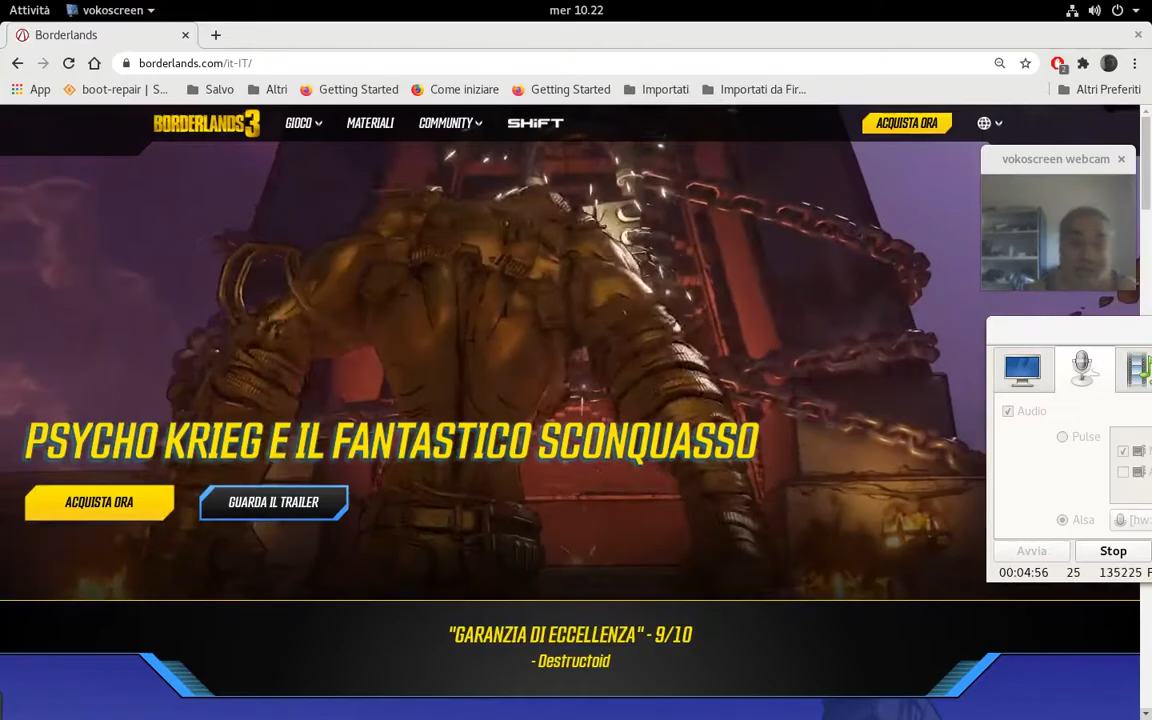 Attività vokoscreen mer 10.22
Borderlands
borderlands.com/it-IT/
App boot-repair | S... Salvo Altri Getting Started Come iniziare Getting Started Importati Importati da Fir... Altri Preferiti
BORDERLANDS 3 GIOCO MATERIALI COMMUNITY SHiFT ACQUISTA ORA
vokoscreen webcam
PSYCHO KRIEG E IL FANTASTICO SCONQUASSO
ACQUISTA ORA GUARDA IL TRAILER
Audio
Pulse
Alsa [hw:
Avvia Stop
00:04:56 25 135225
"GARANZIA DI ECCELLENZA" - 9/10
- Destructoid